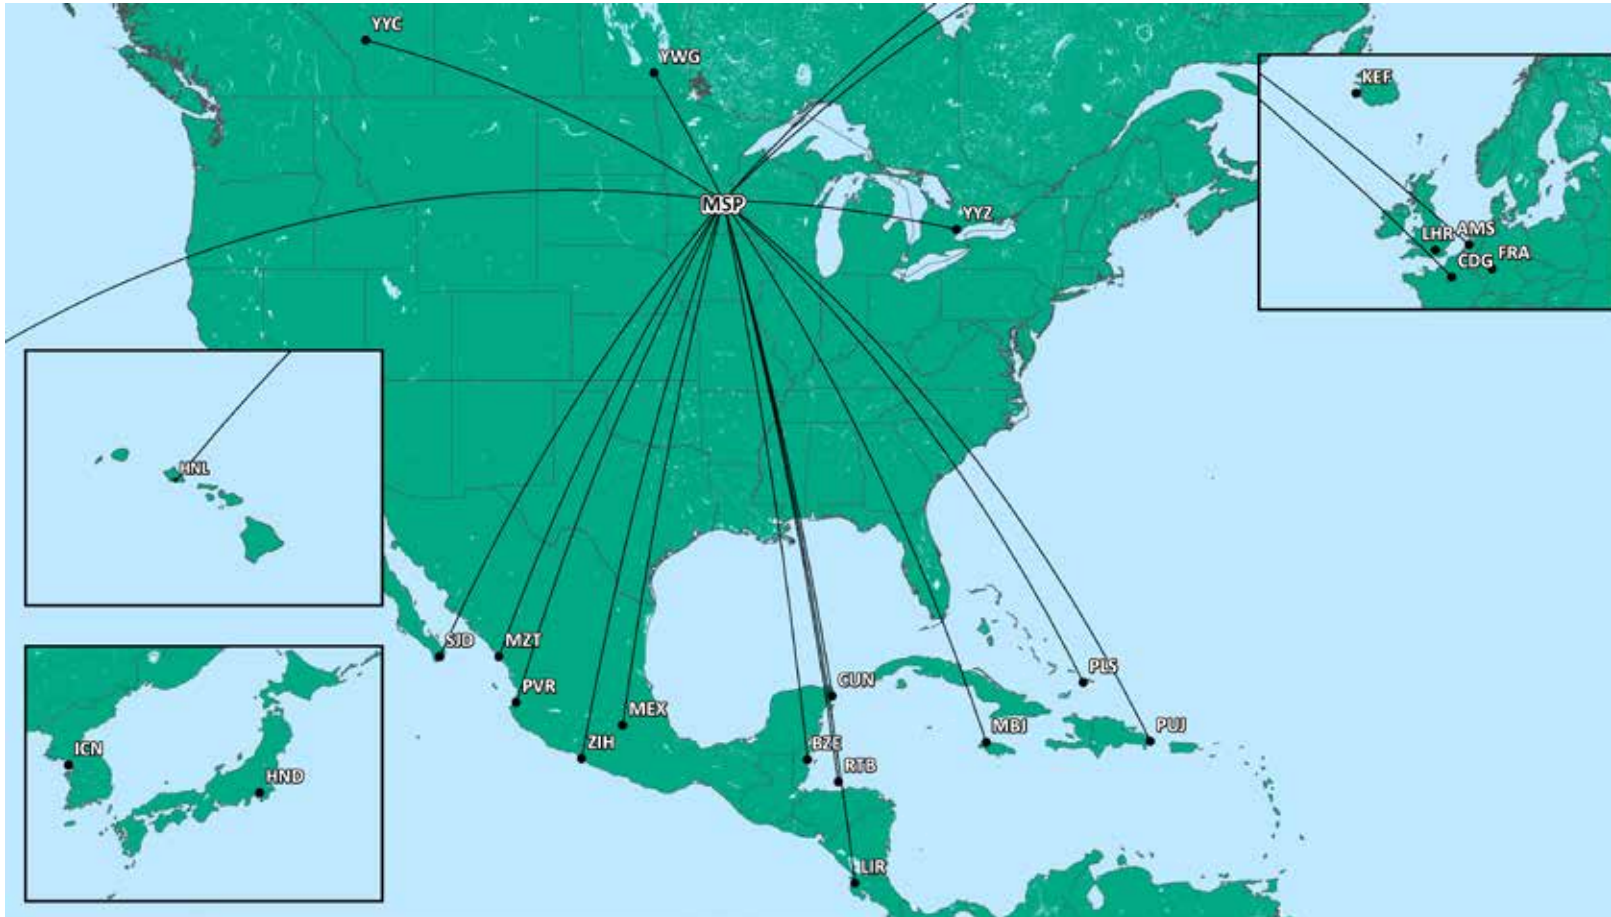 YYC
YWG
KEF
MSP
YYZ
LHR
AMS
CDG
FRA
HNL
SJD
MZT
PVR
MEX
ZIH
CUN
BZE
RTB
MBJ
PLS
PUJ
ICN
HND
LIR